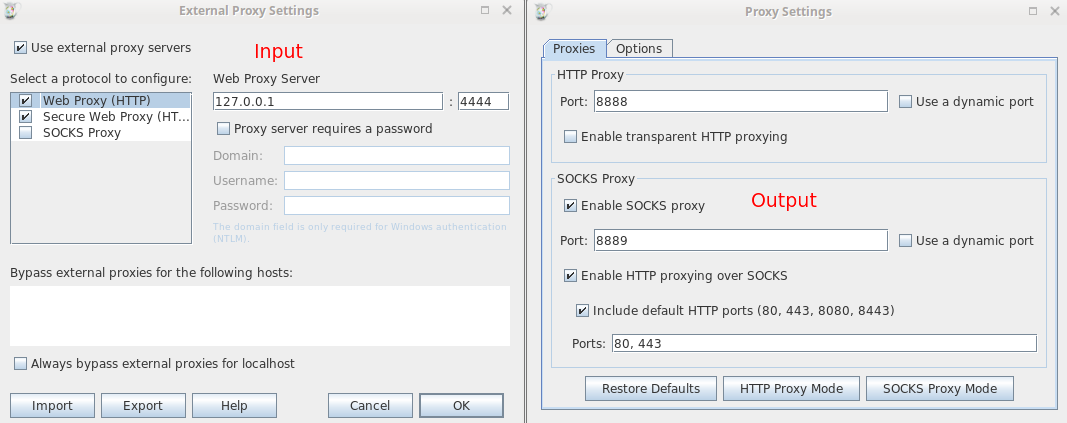 External Proxy Settings
Use external proxy servers
Input
Select a protocol to configure:
Web Proxy (HTTP)
Secure Web Proxy (HT...
SOCKS Proxy
Web Proxy Server
127.0.0.1 : 4444
Proxy server requires a password
Domain:
Username:
Password:
The domain field is only required for Windows authentication
(NTLM).
Bypass external proxies for the following hosts:
Always bypass external proxies for localhost
Import Export Help Cancel OK
Proxy Settings
Proxies Options
HTTP Proxy
Port: 8888 Use a dynamic port
Enable transparent HTTP proxying
SOCKS Proxy
Enable SOCKS proxy
Output
Port: 8889 Use a dynamic port
Enable HTTP proxying over SOCKS
Include default HTTP ports (80, 443, 8080, 8443)
Ports: 80, 443
Restore Defaults HTTP Proxy Mode SOCKS Proxy Mode